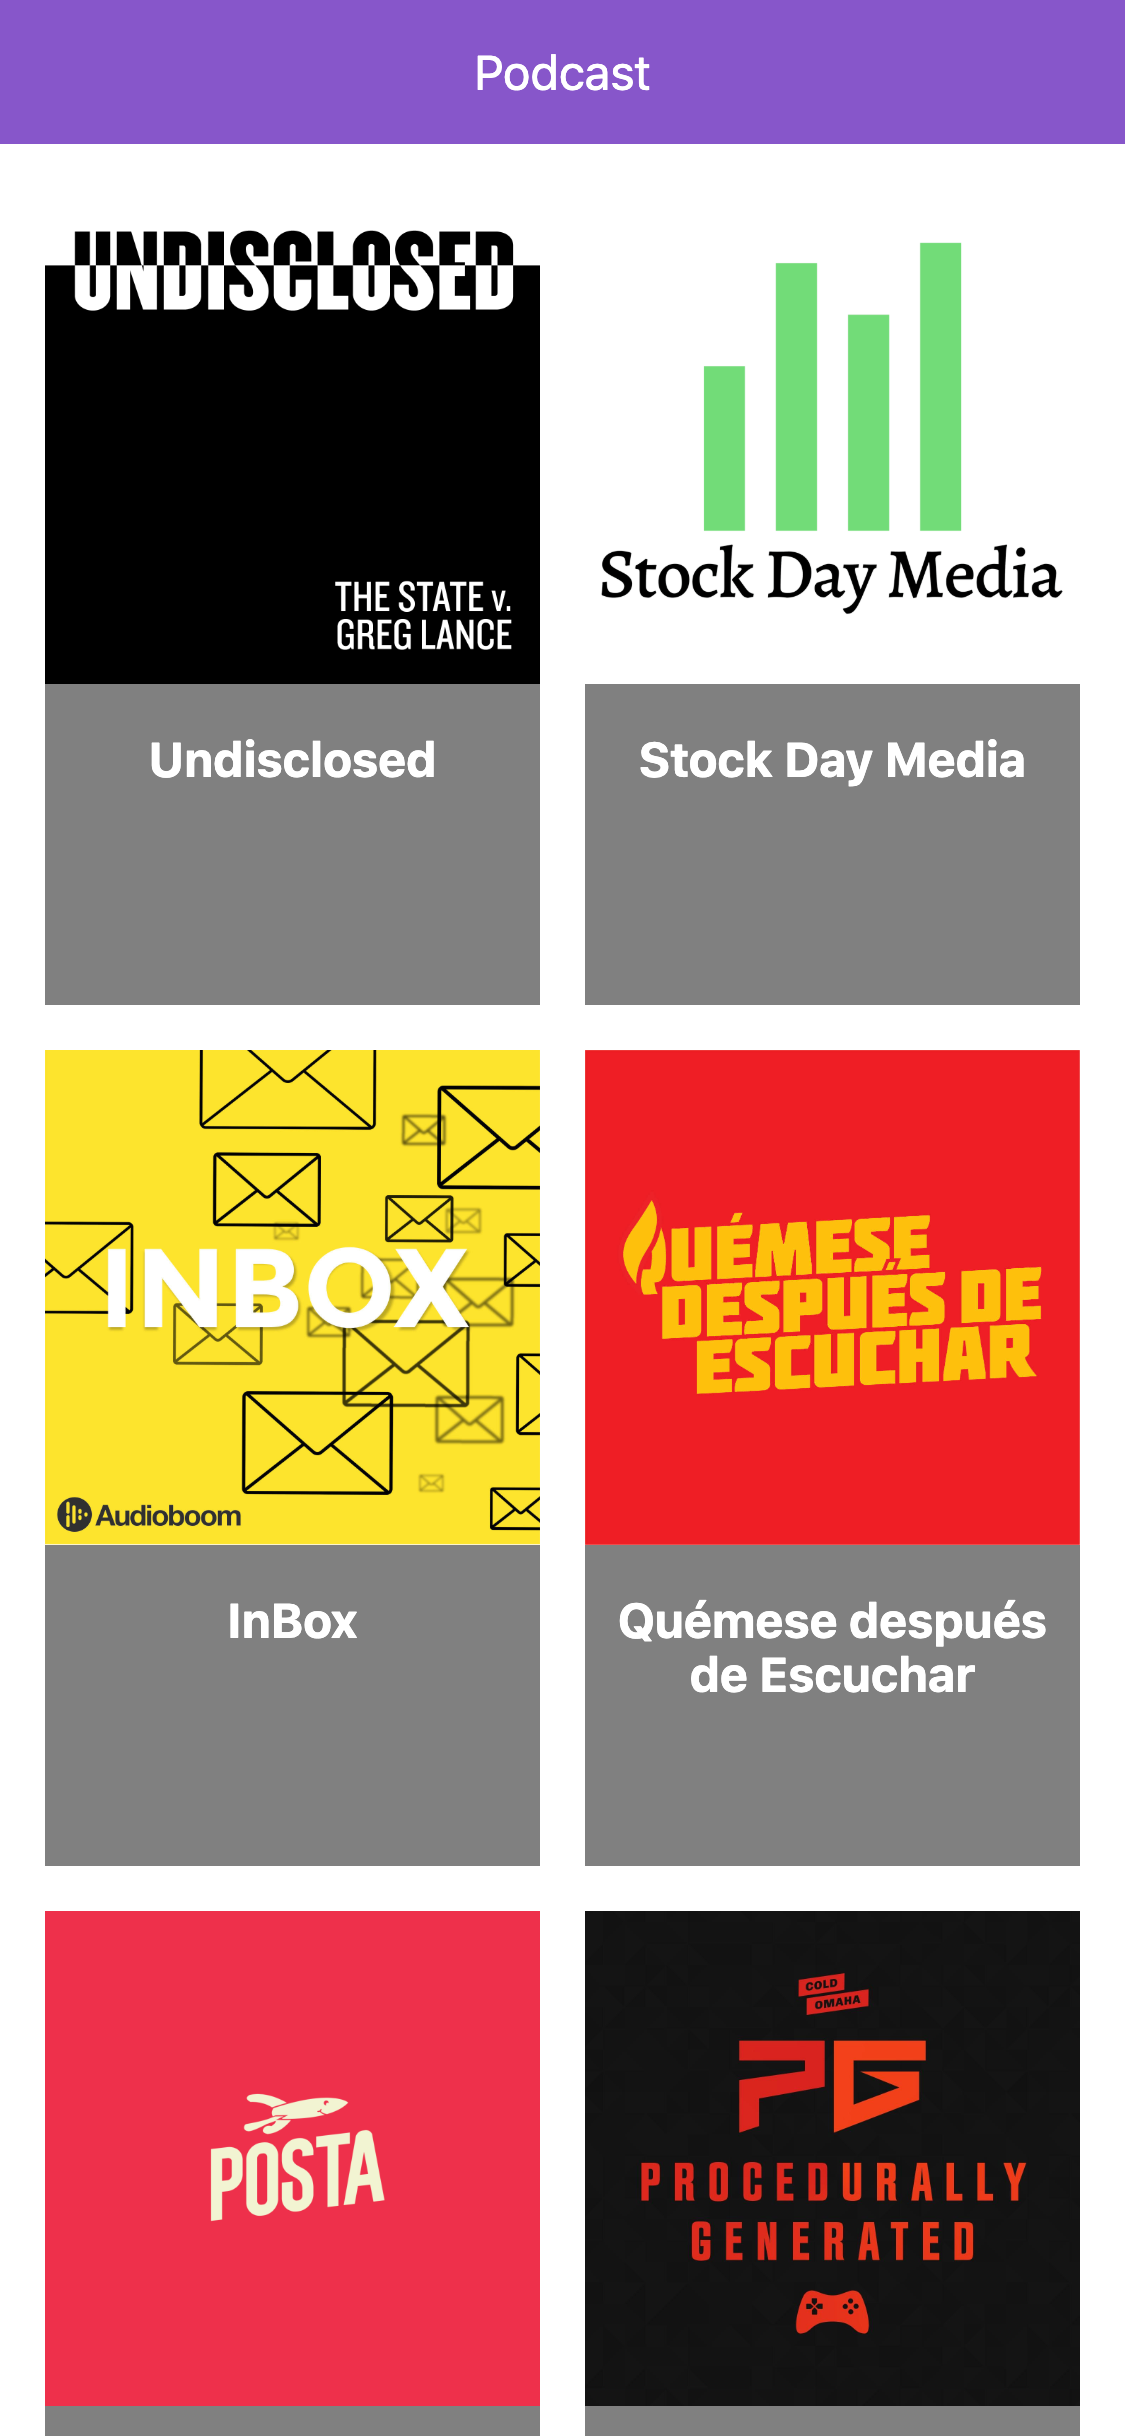 Podcast
UNDISCLOSED
THE STATE v.
GREG LANCE
Undisclosed
Stock Day Media
Stock Day Media
INBOX
Audioboom
InBox
QUÉMESE
DESPUÉS DE
ESCUCHAR
Quémese después
de Escuchar
POSTA
COLD
OMAHA
PG
PROCEDURALLY
GENERATED